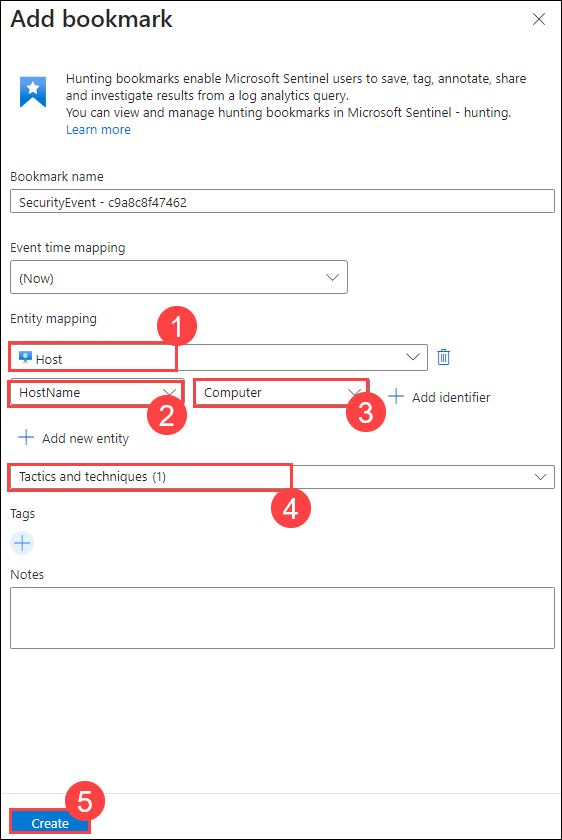 Add bookmark
Hunting bookmarks enable Microsoft Sentinel users to save, tag, annotate, share
and investigate results from a log analytics query.
You can view and manage hunting bookmarks in Microsoft Sentinel - hunting.
Learn more
Bookmark name
SecurityEvent - c9a8c8f47462
Event time mapping
(Now)
Entity mapping
1
Host
HostName
2
Computer
3
Add identifier
Add new entity
Tactics and techniques (1)
4
Tags
Notes
5
Create